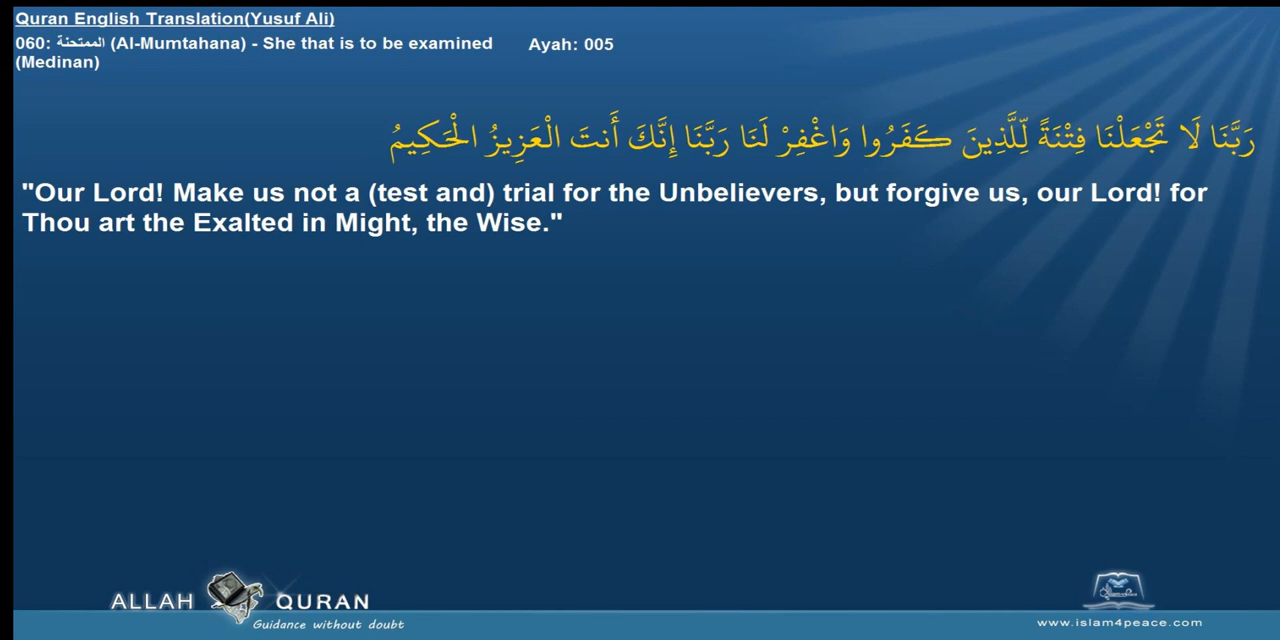 Quran English Translation(Yusuf Ali)
060: الممتحنة (Al-Mumtahana) - She that is to be examined Ayah: 005
(Medinan)
رَبَّنَا لَا تَجْعَلْنَا فِتْنَةً لِّلَّذِينَ كَفَرُوا وَاغْفِرْ لَنَا رَبَّنَا إِنَّكَ أَنتَ الْعَزِيزُ الْحَكِيمُ
"Our Lord! Make us not a (test and) trial for the Unbelievers, but forgive us, our Lord! for
Thou art the Exalted in Might, the Wise."
ALLAH QURAN
Guidance without doubt
www.islam4peace.com